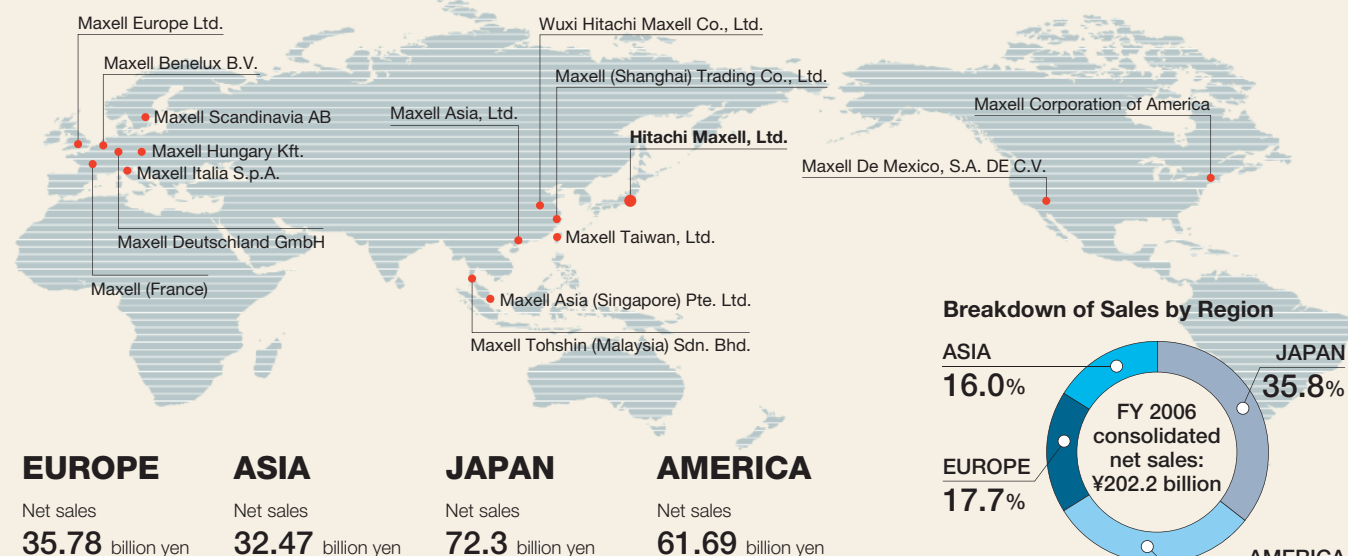 Maxell Europe Ltd.
Maxell Benelux B.V.
Maxell Scandinavia AB
Maxell Hungary Kft.
Maxell Italia S.p.A.
Maxell Deutschland GmbH
Maxell (France)
Wuxi Hitachi Maxell Co., Ltd.
Maxell (Shanghai) Trading Co., Ltd.
Maxell Asia, Ltd.
Hitachi Maxell, Ltd.
Maxell Taiwan, Ltd.
Maxell Asia (Singapore) Pte. Ltd.
Maxell Tohshin (Malaysia) Sdn. Bhd.
Maxell Corporation of America
Maxell De Mexico, S.A. DE C.V.
Breakdown of Sales by Region
ASIA
16.0%
JAPAN
35.8%
EUROPE
17.7%
AMERICA
FY 2006
consolidated
net sales:
¥202.2 billion
EUROPE
Net sales
35.78 billion yen
ASIA
Net sales
32.47 billion yen
JAPAN
Net sales
72.3 billion yen
AMERICA
Net sales
61.69 billion yen